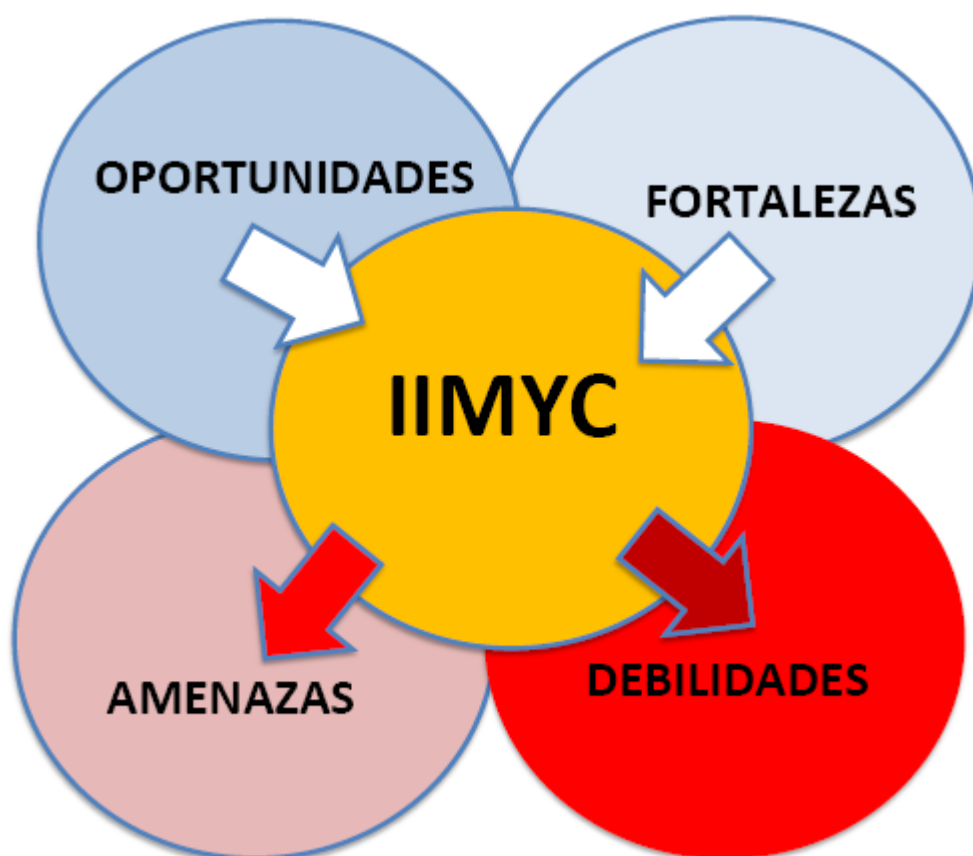 OPORTUNIDADES
FORTALEZAS
IIMYC
AMENAZAS
DEBILIDADES